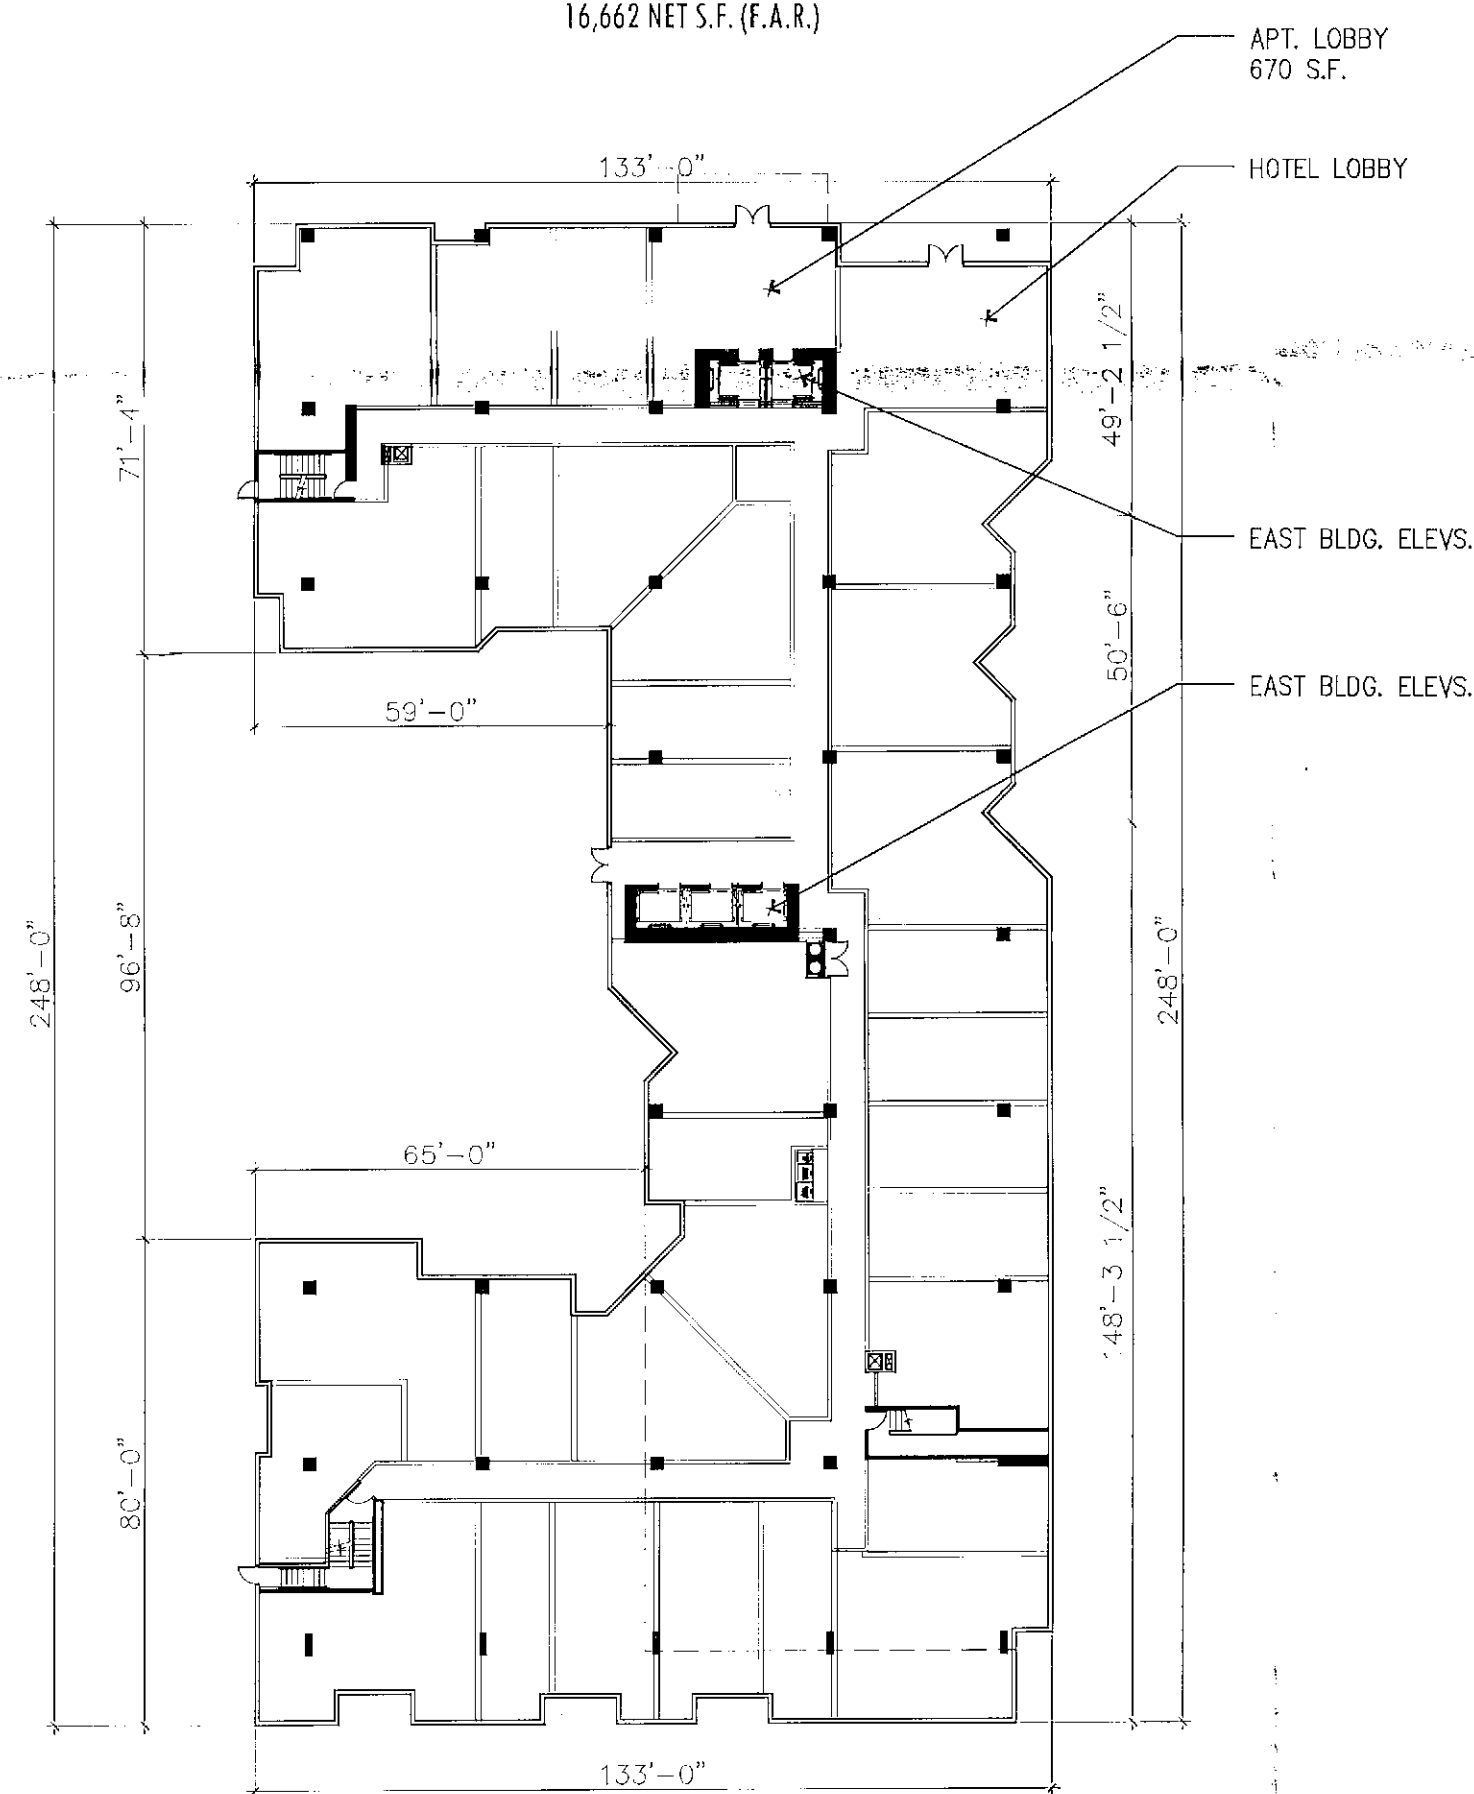 16,662 NET S.F. (F.A.R.)
APT. LOBBY
670 S.F.
133'-0"
HOTEL LOBBY
49'-2 1/2"
71'-4"
EAST BLDG. ELEVS.
50'-6"
EAST BLDG. ELEVS.
59'-0"
248'-0"
96'-8"
248'-0"
65'-0"
148'-3 1/2"
80'-0"
133'-0"